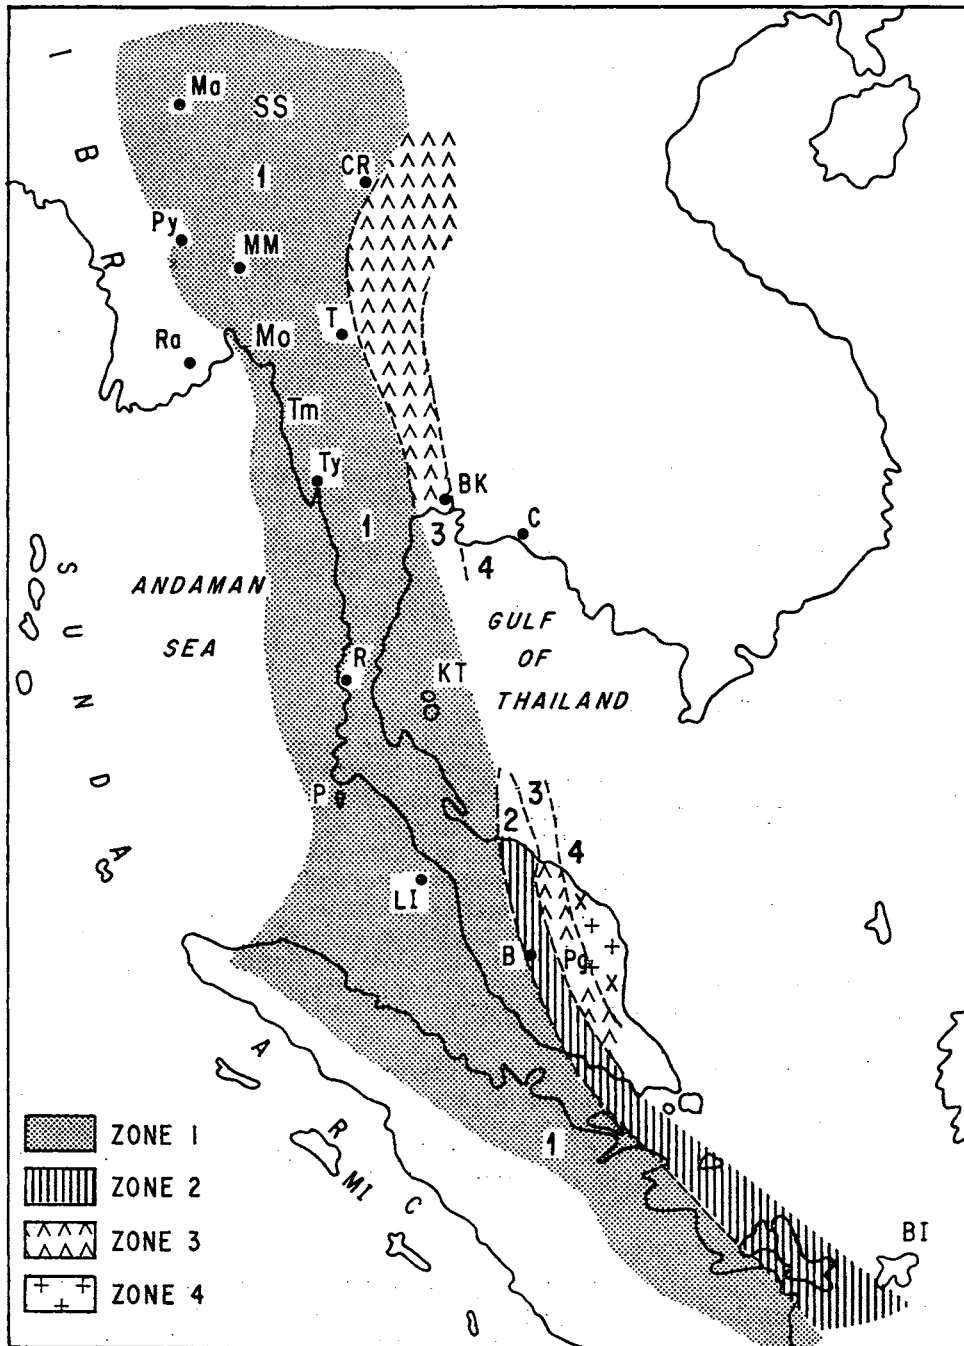 I B R
Ma
SS
1
CR
Py
MM
Ra
Mo
T
Tm
Ty
BK
1
3
C
4
ANDAMAN
SEA
GULF
OF
THAILAND
R
KT
S U N D A
P
3
2
4
LI
B
Pg
A R C
MI
1
BI
ZONE 1
ZONE 2
ZONE 3
ZONE 4